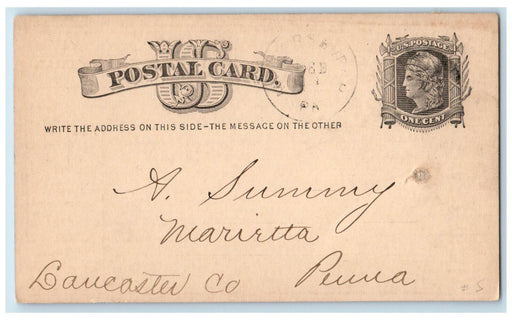 U.S. POSTAGE
POSTAL CARD.
ONE CENT
WRITE THE ADDRESS ON THIS SIDE-THE MESSAGE ON THE OTHER
PA
A. Summy
Marietta
Lancaster Co Penna